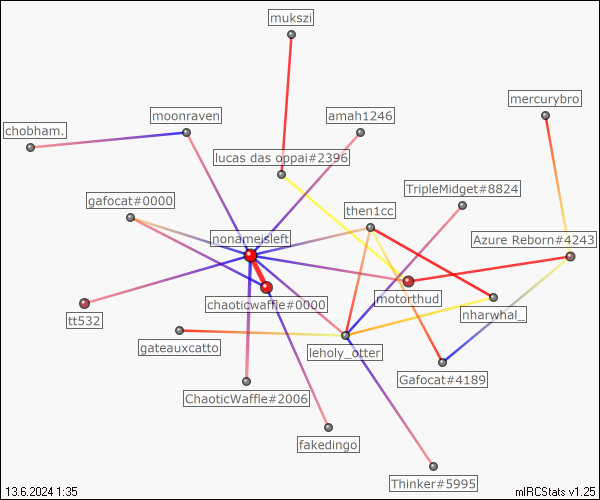 mukszi
mercurybro
moonraven
amah1246
chobham.
lucas das oppai#2396
TripleMidget#8824
gafocat#0000
then1cc
nonameisleft
Azure Reborn#4243
chaoticwaffle#0000
motorthud
nharwhal_
tt532
gateauxcatto
leholy_otter
Gafocat#4189
ChaoticWaffle#2006
fakedingo
Thinker#5995
13.6.2024 1:35
mIRCStats v1.25